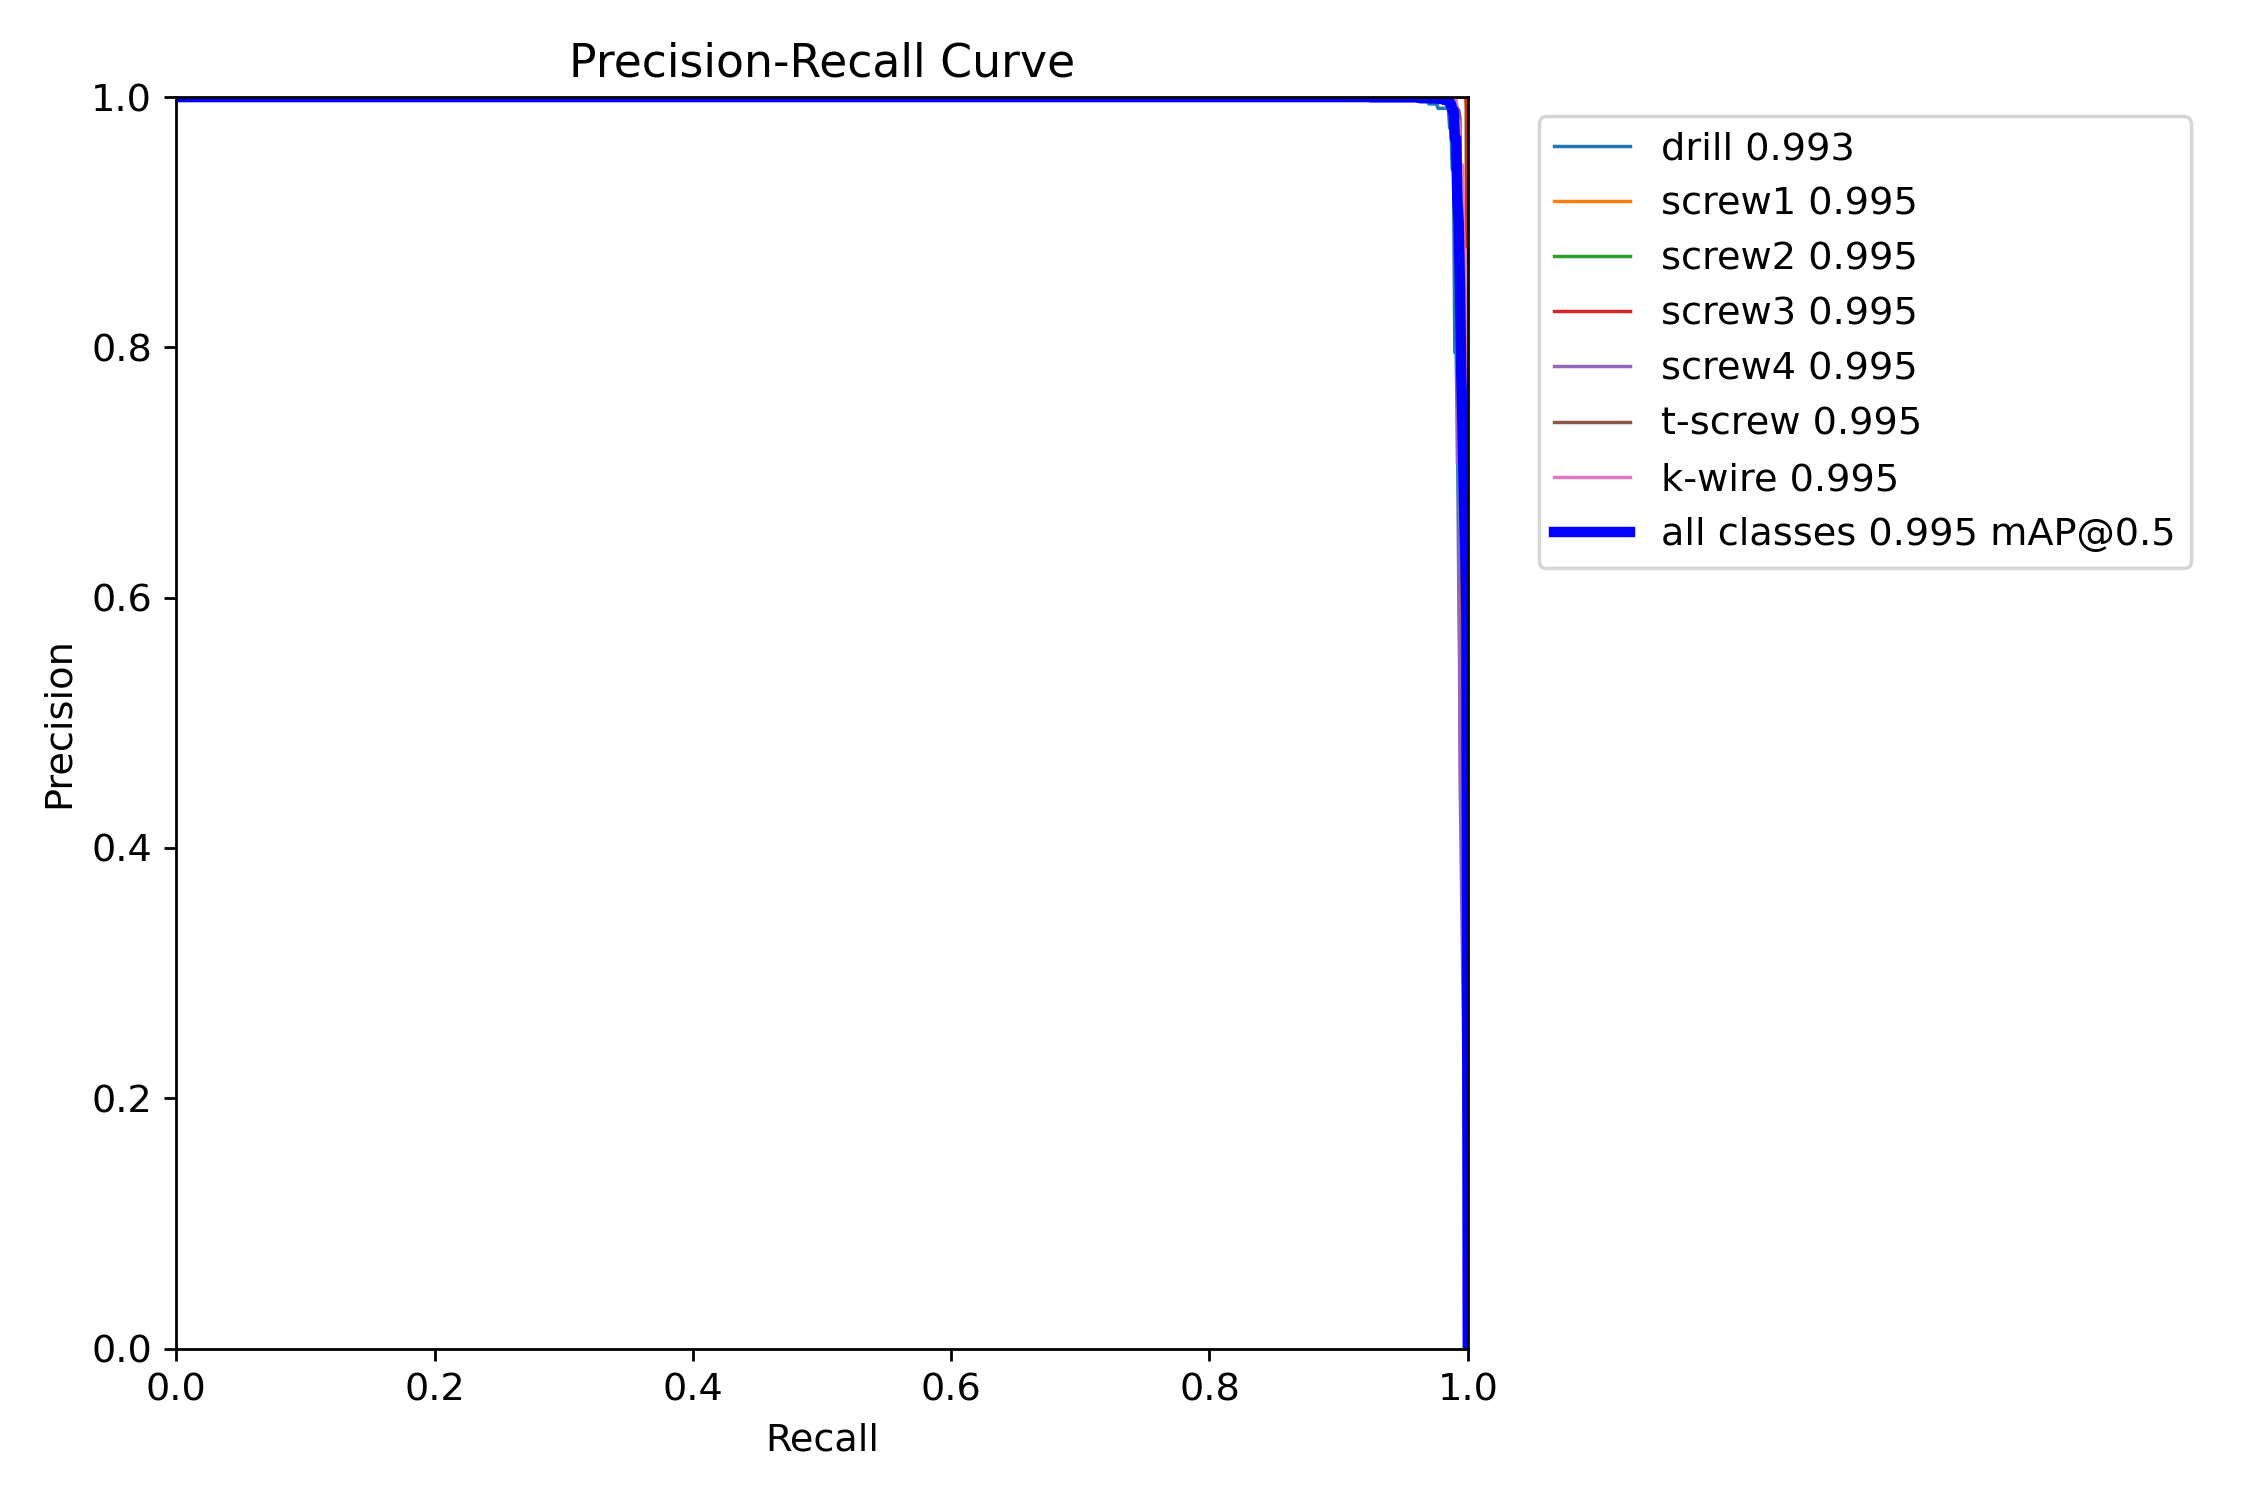 Precision-Recall Curve
1.0
0.8
0.6
0.4
0.2
0.0
Precision
0.0 0.2 0.4 0.6 0.8 1.0
Recall
drill 0.993
screw1 0.995
screw2 0.995
screw3 0.995
screw4 0.995
t-screw 0.995
k-wire 0.995
all classes 0.995 mAP@0.5